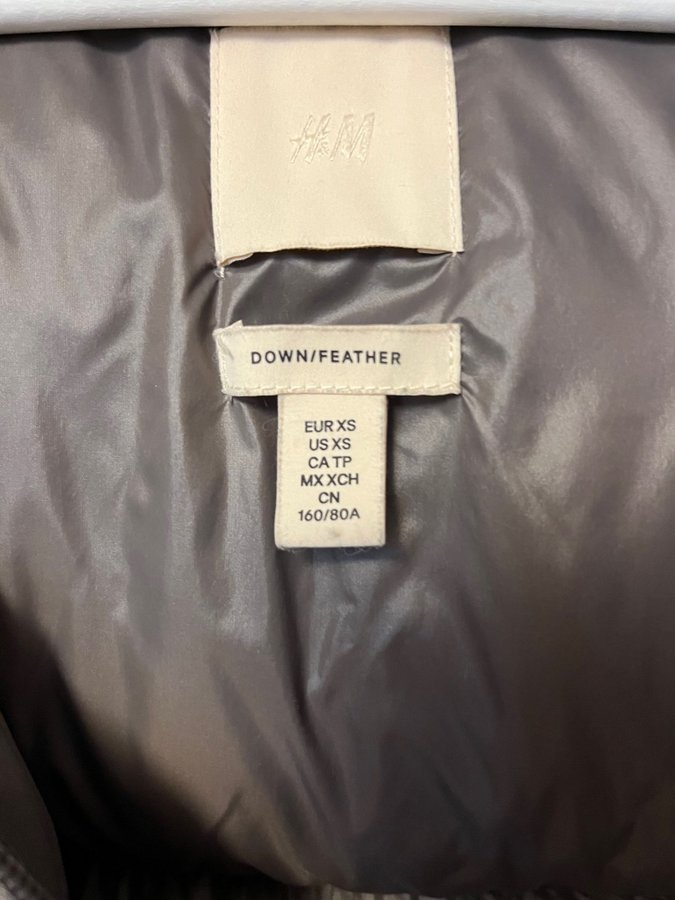 H&M
DOWN/FEATHER
EUR XS
US XS
CA TP
MX XCH
CN
160/80A